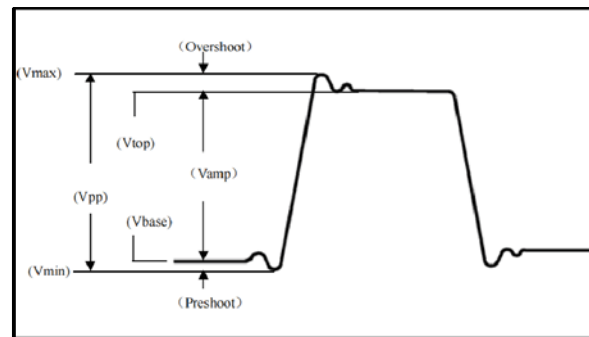 (Overshoot)
(Vmax)
(Vtop)
(Vamp)
(Vpp)
(Vbase)
(Vmin)
(Preshoot)